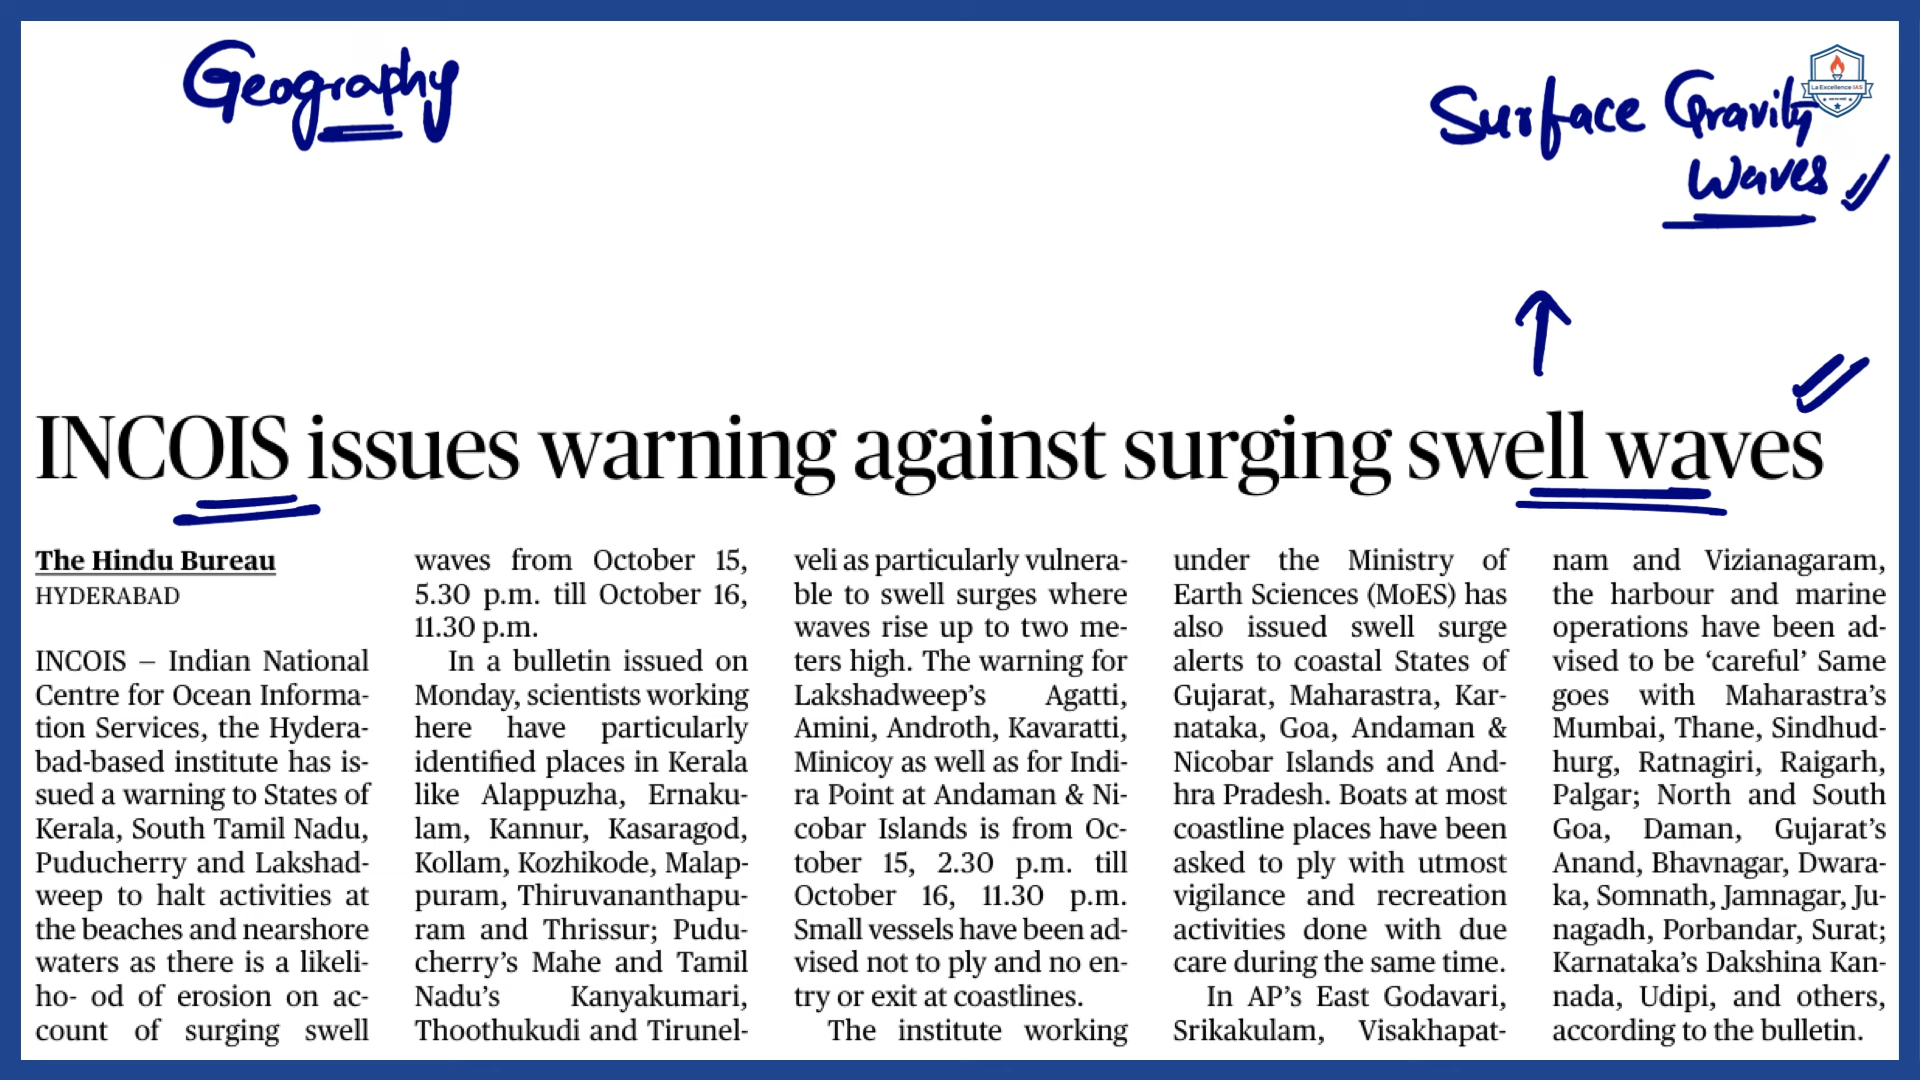 Geography
Surface Gravity
Waves
La Excellence IAS
INCOIS issues warning against surging swell waves
The Hindu Bureau
HYDERABAD
INCOIS – Indian National
Centre for Ocean Informa-
tion Services, the Hydera-
bad-based institute has is-
sued a warning to States of
Kerala, South Tamil Nadu,
Puducherry and Lakshad-
weep to halt activities at
the beaches and nearshore
waters as there is a likeli-
ho- od of erosion on ac-
count of surging swell
waves from October 15,
5.30 p.m. till October 16,
11.30 p.m.
In a bulletin issued on
Monday, scientists working
here have particularly
identified places in Kerala
like Alappuzha, Ernaku-
lam, Kannur, Kasaragod,
Kollam, Kozhikode, Malap-
puram, Thiruvananthapu-
ram and Thrissur; Pudu-
cherry's Mahe and Tamil
Nadu's Kanyakumari,
Thoothukudi and Tirunel-
veli as particularly vulnera-
ble to swell surges where
waves rise up to two me-
ters high. The warning for
Lakshadweep's Agatti,
Amini, Androth, Kavaratti,
Minicoy as well as for Indi-
ra Point at Andaman & Ni-
cobar Islands is from Oc-
tober 15, 2.30 p.m. till
October 16, 11.30 p.m.
Small vessels have been ad-
vised not to ply and no en-
try or exit at coastlines.
The institute working
under the Ministry of
Earth Sciences (MoES) has
also issued swell surge
alerts to coastal States of
Gujarat, Maharastra, Kar-
nataka, Goa, Andaman &
Nicobar Islands and And-
hra Pradesh. Boats at most
coastline places have been
asked to ply with utmost
vigilance and recreation
activities done with due
care during the same time.
In AP's East Godavari,
Srikakulam, Visakhapat-
nam and Vizianagaram,
the harbour and marine
operations have been ad-
vised to be 'careful' Same
goes with Maharastra's
Mumbai, Thane, Sindhud-
hurg, Ratnagiri, Raigarh,
Palgar; North and South
Goa, Daman, Gujarat's
Anand, Bhavnagar, Dwara-
ka, Somnath, Jamnagar, Ju-
nagadh, Porbandar, Surat;
Karnataka's Dakshina Kan-
nada, Udipi, and others,
according to the bulletin.